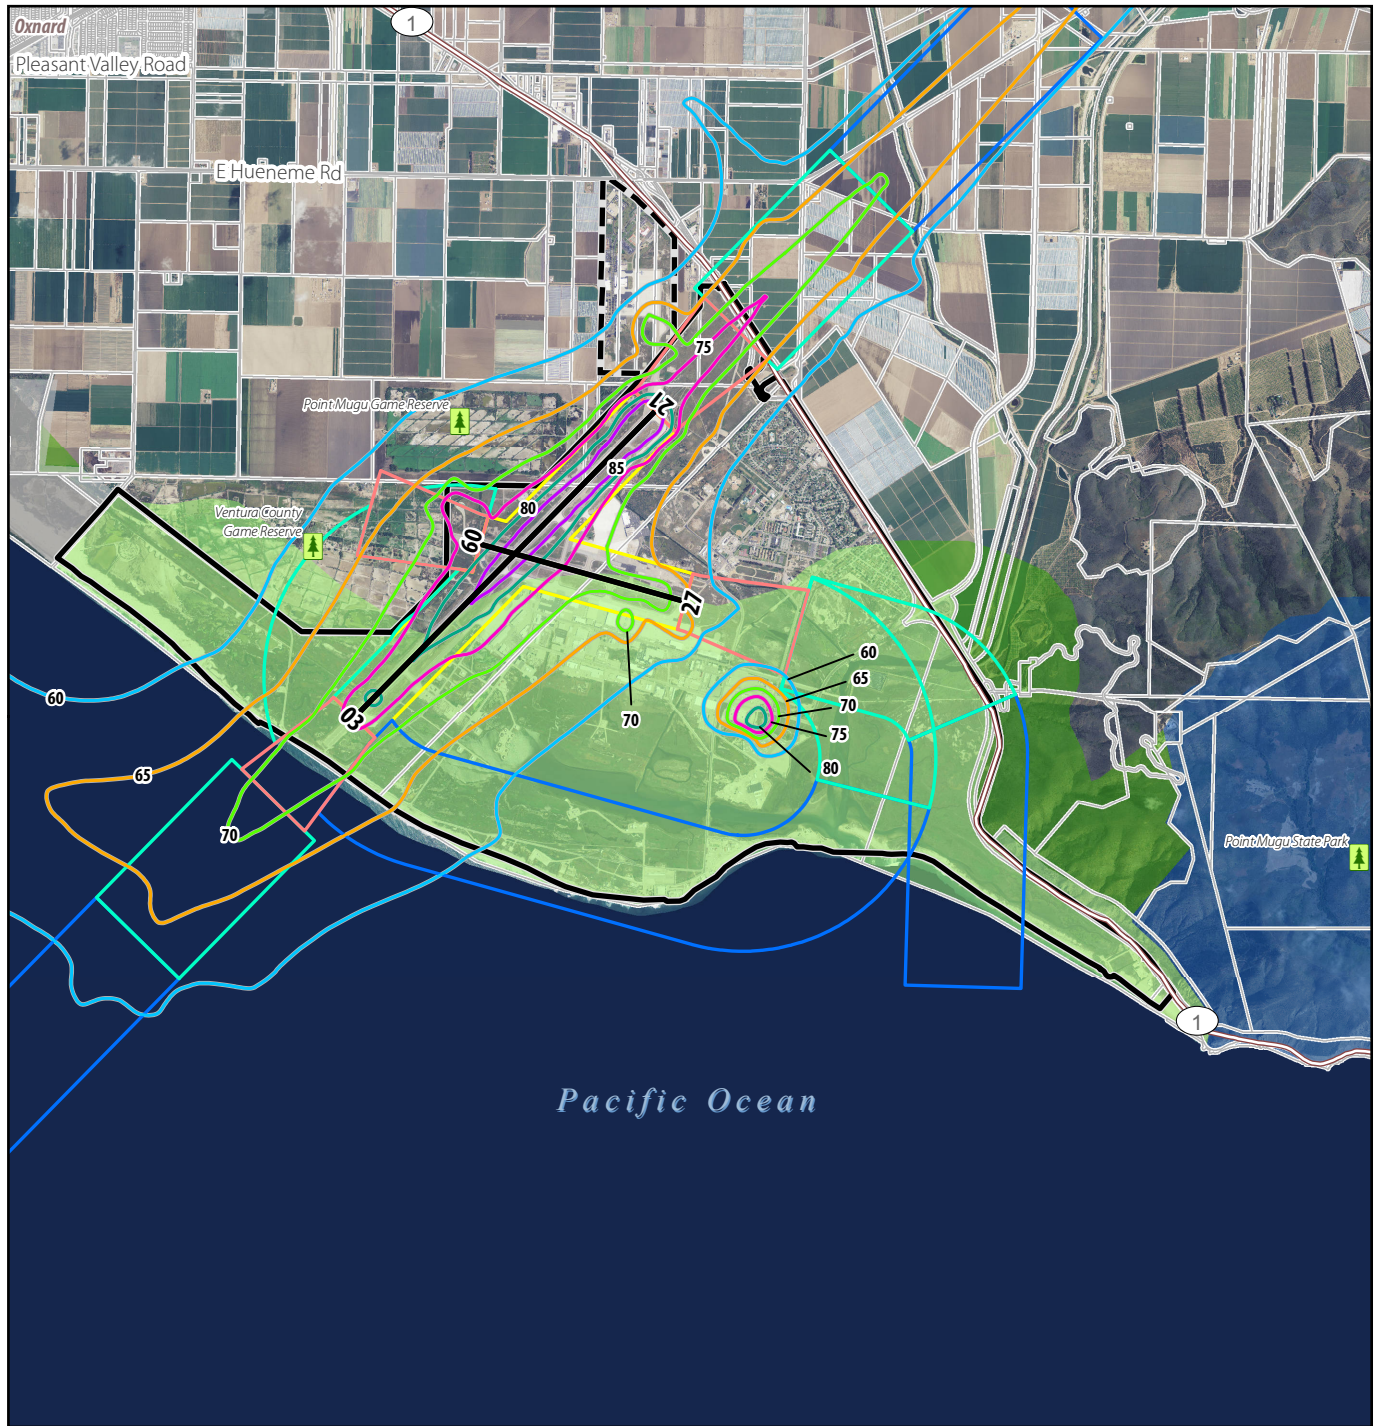 Oxnard
1
Pleasant Valley Road
E Hueneme Rd
75
Point Mugu Game Reserve
21
85
80
Ventura County
Game Reserve
09
27
60
65
70
75
80
70
60
03
65
70
Point Mugu State Park
1
Pacific Ocean